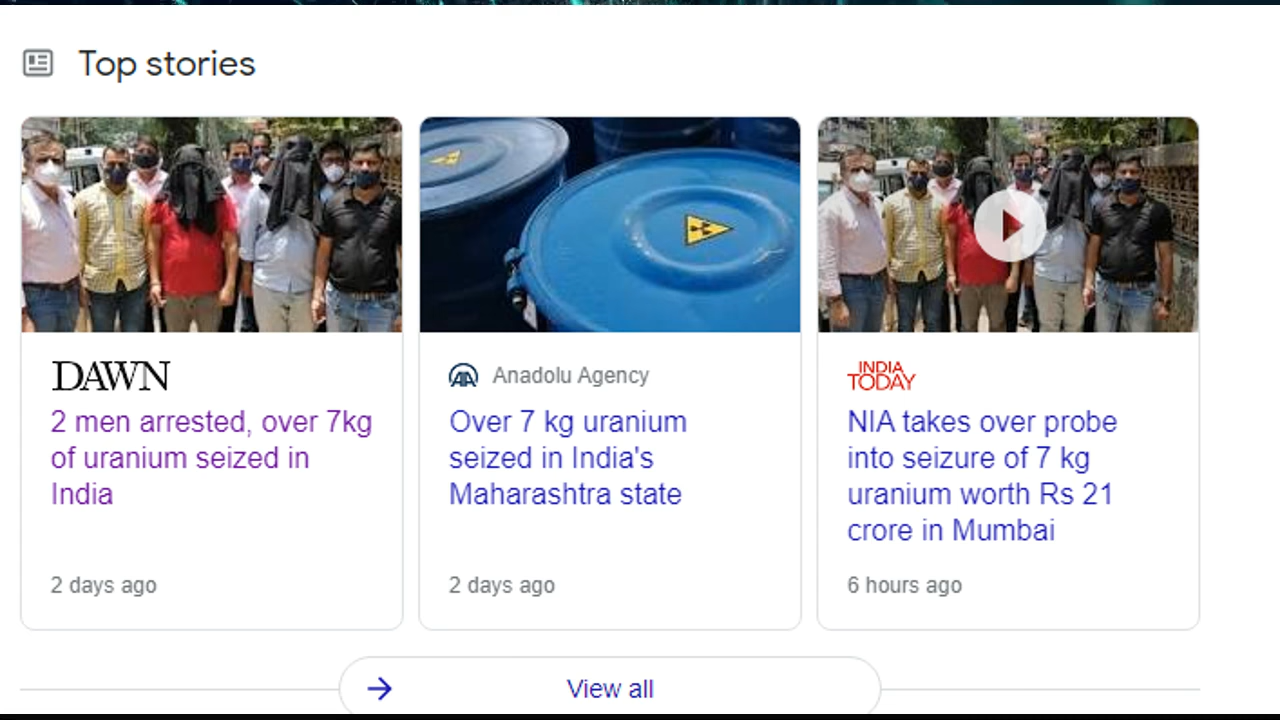 Top stories
DAWN
2 men arrested, over 7kg
of uranium seized in
India
2 days ago
Anadolu Agency
Over 7 kg uranium
seized in India's
Maharashtra state
2 days ago
INDIA
TODAY
NIA takes over probe
into seizure of 7 kg
uranium worth Rs 21
crore in Mumbai
6 hours ago
View all